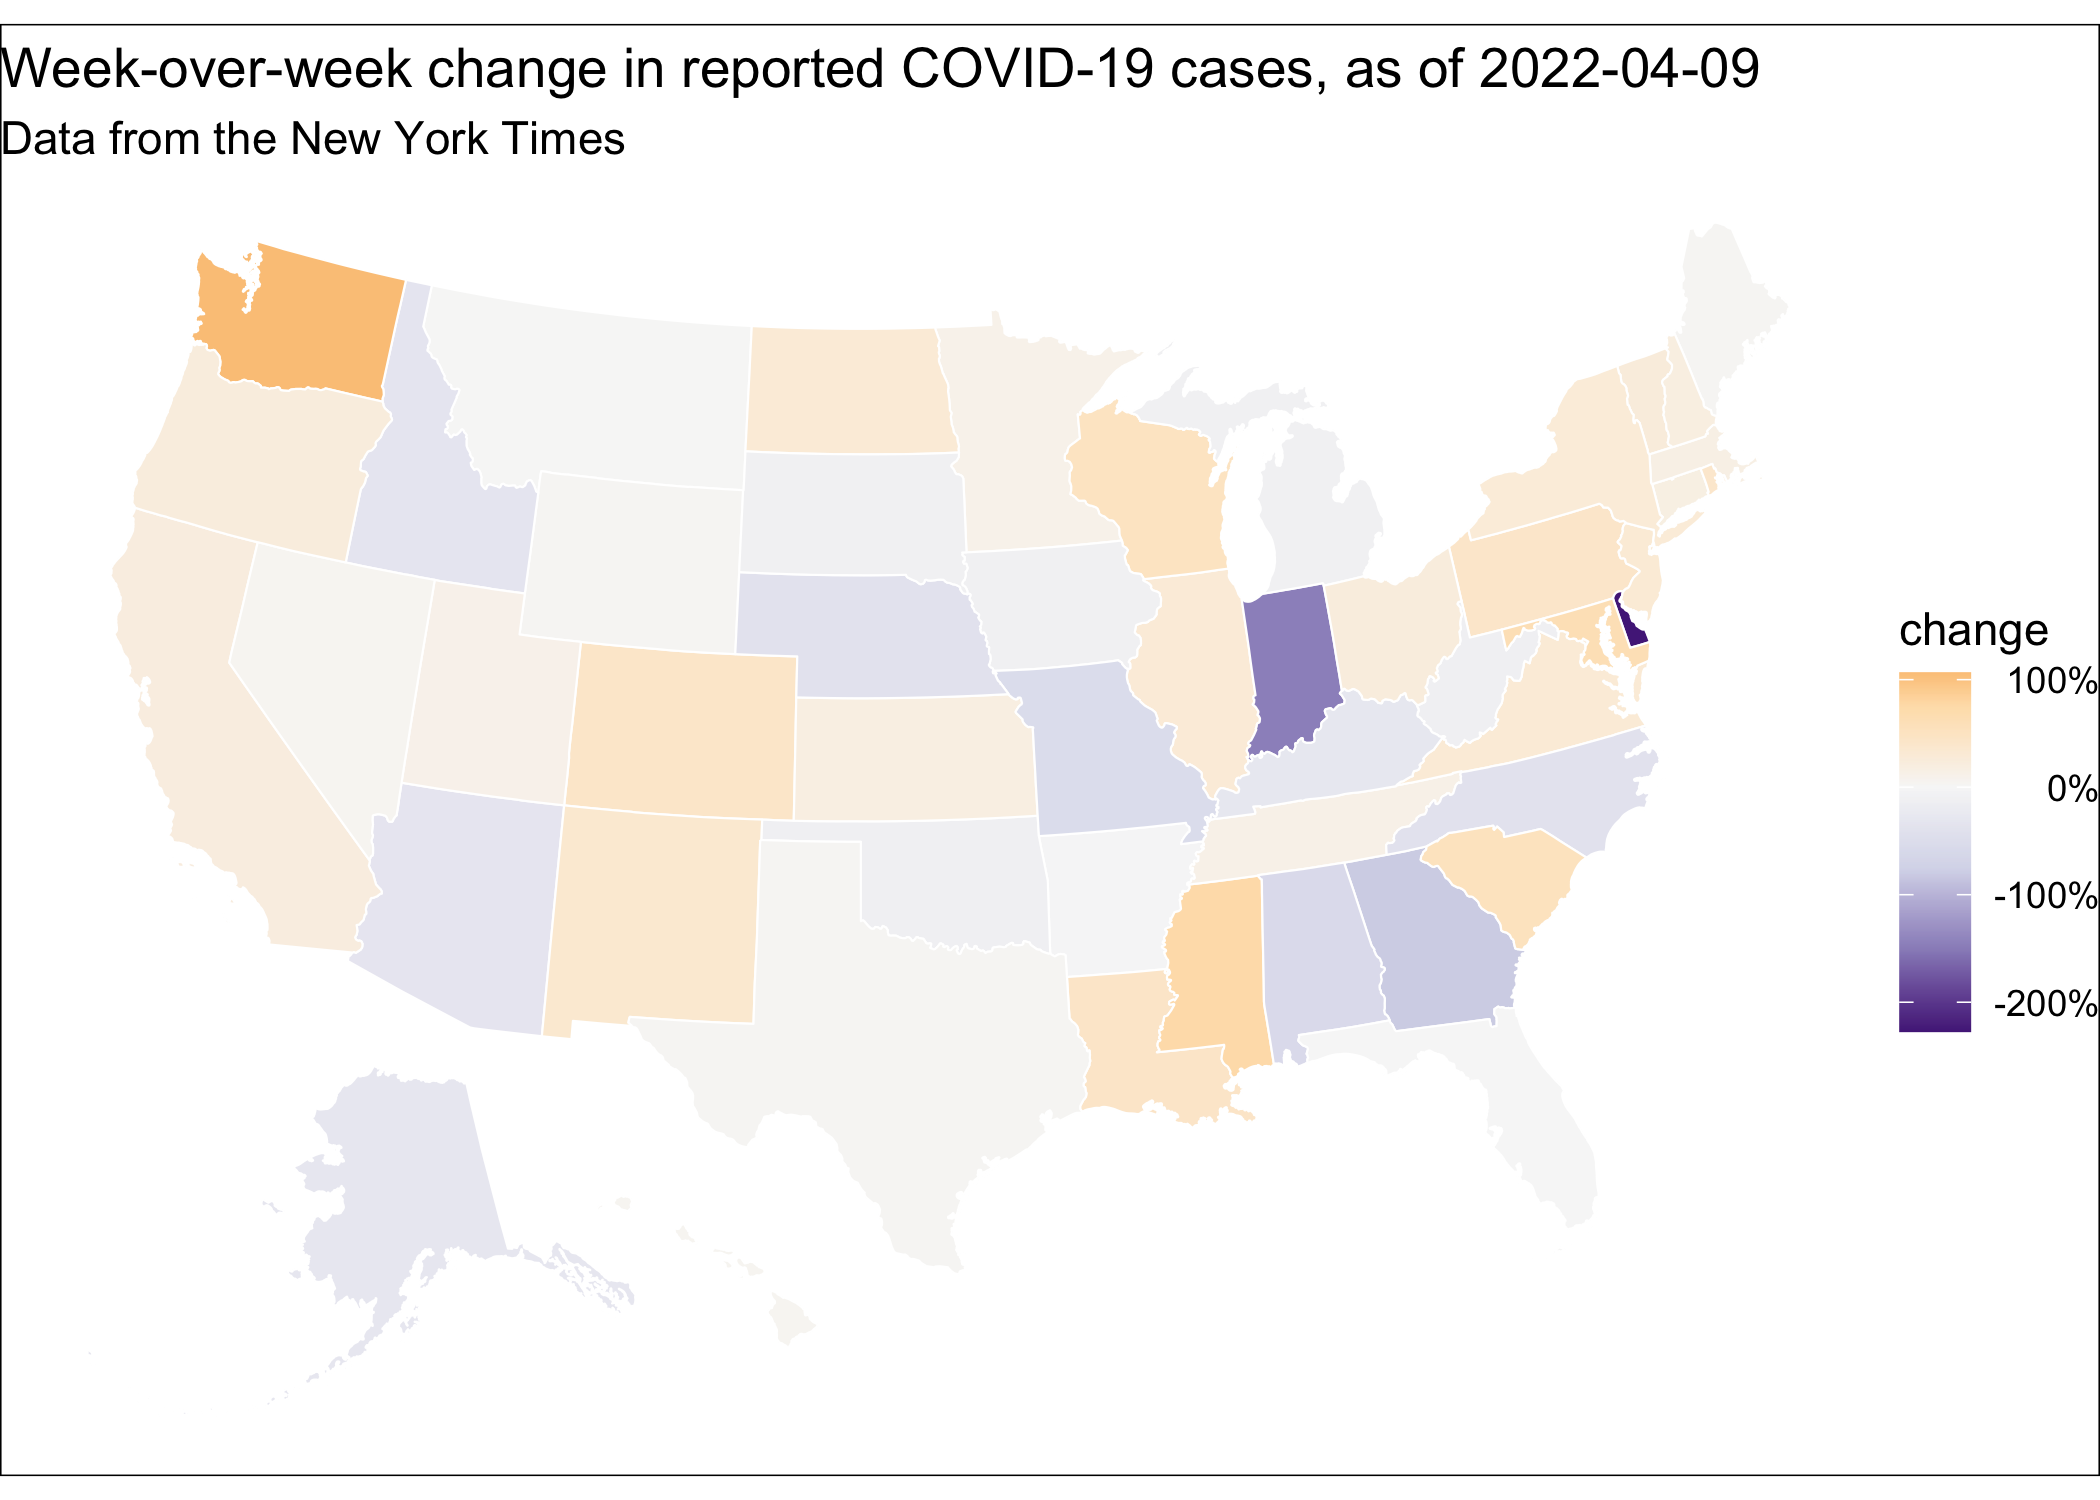 Week-over-week change in reported COVID-19 cases, as of 2022-04-09
Data from the New York Times
change
100%
0%
-100%
-200%